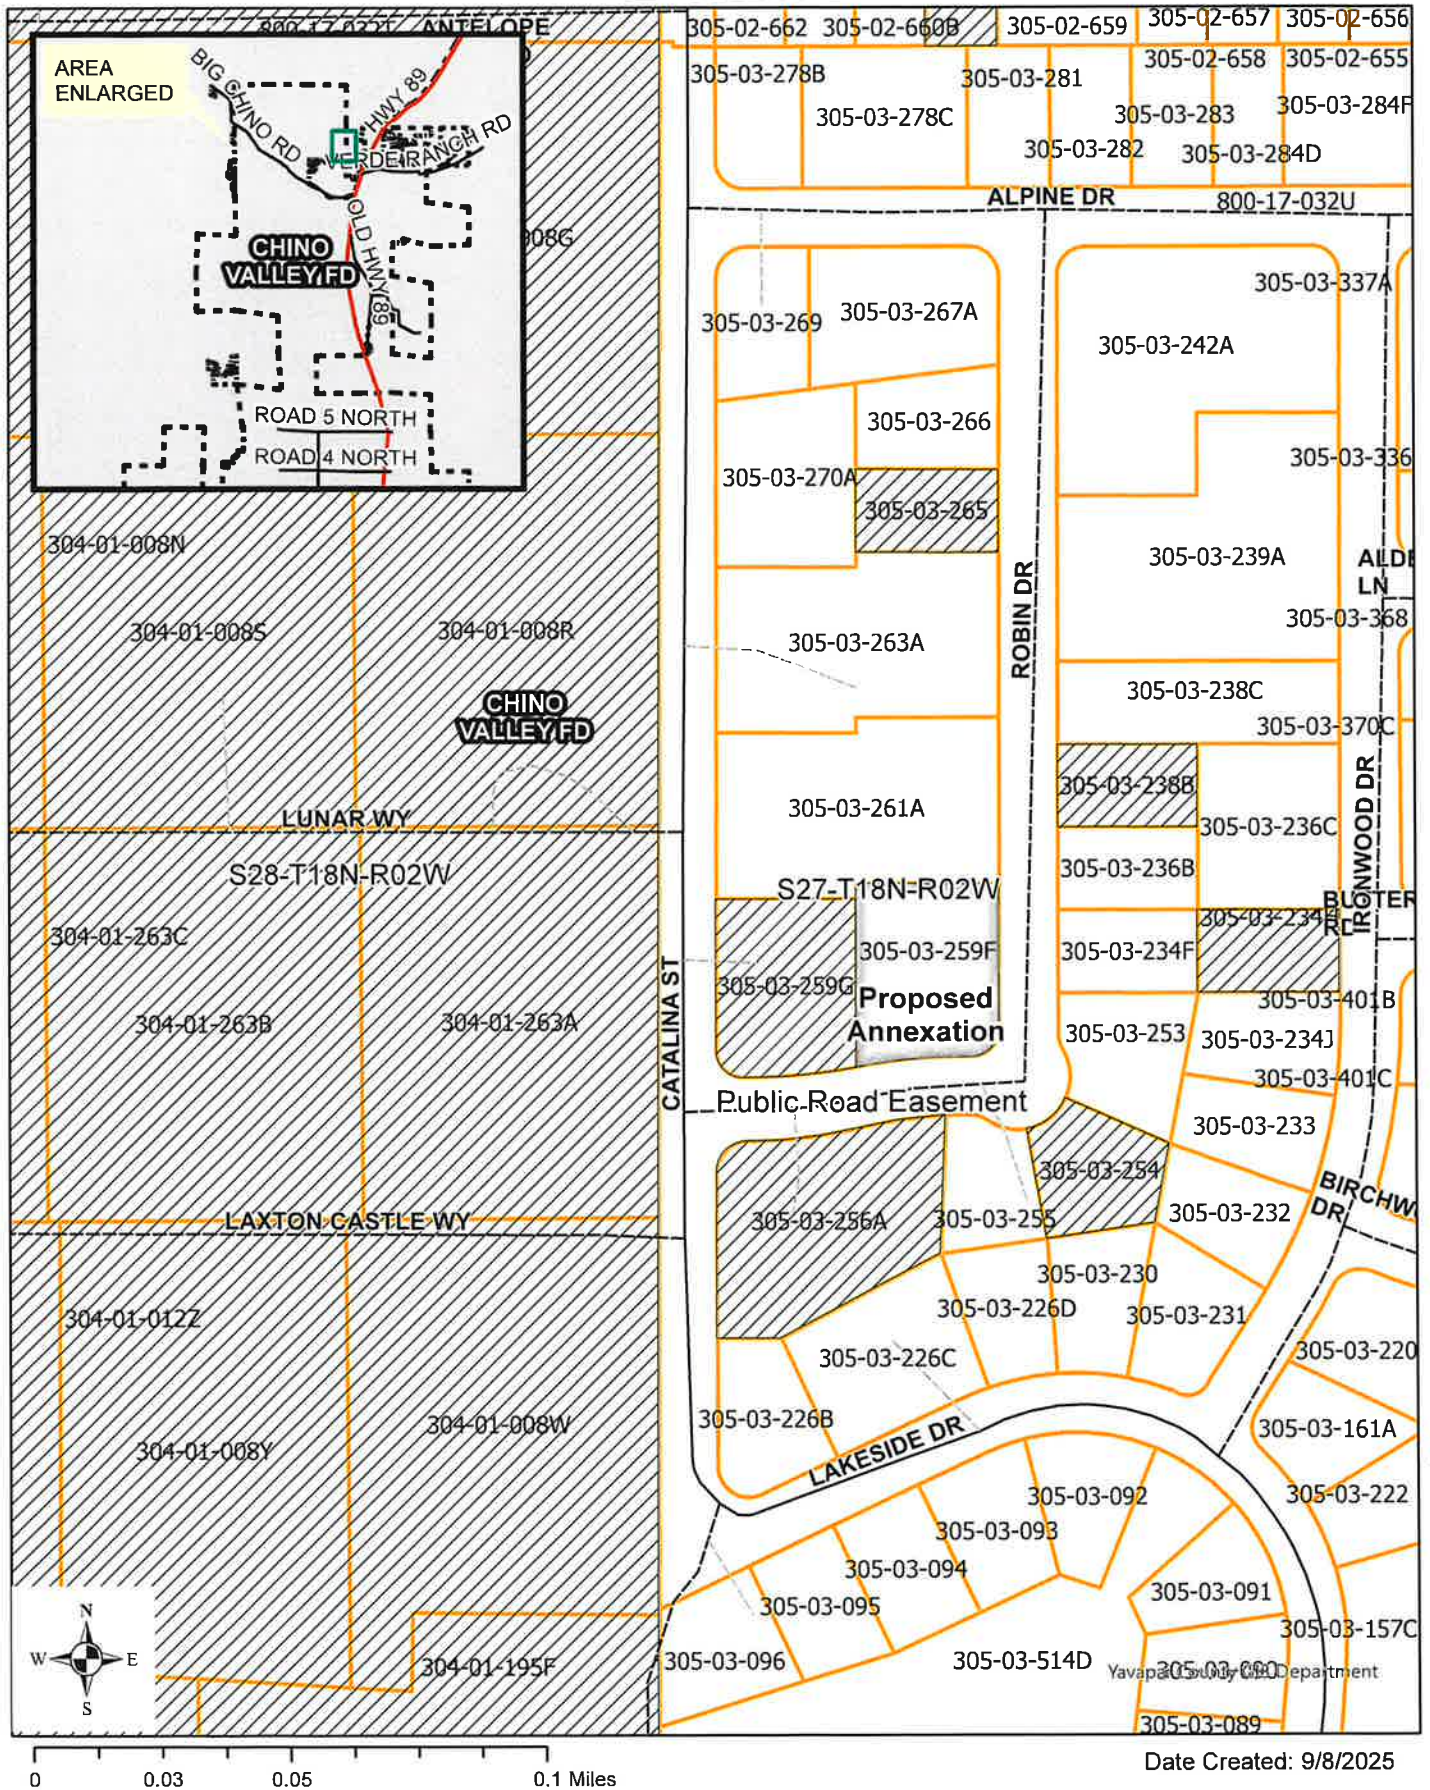 800-17-032T
ANTELOPE
305-02-662
305-02-660B
305-02-659
305-02-657
305-02-656
AREA
ENLARGED
BIG CHINO RD
HWY 89
VERDE RANCH RD
OLD HWY 89
CHINO
VALLEY FD
ROAD 5 NORTH
ROAD 4 NORTH
008G
305-03-278B
305-03-281
305-02-658
305-02-655
305-03-278C
305-03-283
305-03-284F
305-03-282
305-03-284D
ALPINE DR
800-17-032U
305-03-269
305-03-267A
305-03-337A
305-03-242A
305-03-266
305-03-270A
305-03-336
305-03-265
304-01-008N
305-03-239A
ALDE
LN
ROBIN DR
304-01-008S
304-01-008R
305-03-263A
305-03-368
305-03-238C
CHINO
VALLEY FD
305-03-370C
305-03-238B
IRONWOOD DR
LUNAR WY
305-03-261A
305-03-236C
305-03-236B
S28-T18N-R02W
S27-T18N-R02W
RD
304-01-263C
305-03-259F
305-03-234F
305-03-259G
CATALINA ST
Proposed
Annexation
305-03-401B
304-01-263B
304-01-263A
305-03-253
305-03-234J
305-03-401C
Public Road Easement
305-03-233
305-03-254
305-03-256A
305-03-255
305-03-232
BIRCHW
DR
LAXTON CASTLE WY
305-03-230
304-01-012Z
305-03-226D
305-03-231
305-03-220
305-03-226C
304-01-008W
305-03-226B
305-03-161A
304-01-008Y
LAKESIDE DR
305-03-092
305-03-222
305-03-093
305-03-094
305-03-091
305-03-095
305-03-157C
N
W
E
S
304-01-195F
305-03-096
305-03-514D
Yavapai County GIS Department
305-03-090
305-03-089
0
0.03
0.05
0.1 Miles
Date Created: 9/8/2025